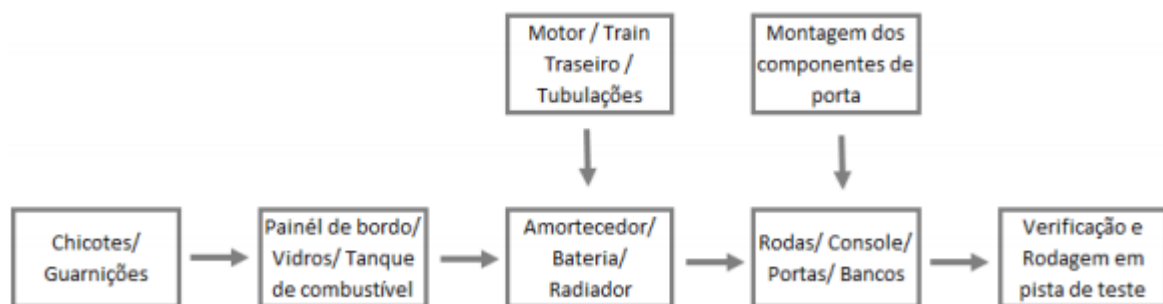 Motor / Train
Traseiro /
Tubulações
Montagem dos
componentes de
porta
Chicotes/
Guarnições
Painél de bordo/
Vidros/ Tanque
de combustível
Amortecedor/
Bateria/
Radiador
Rodas/ Console/
Portas/ Bancos
Verificação e
Rodagem em
pista de teste